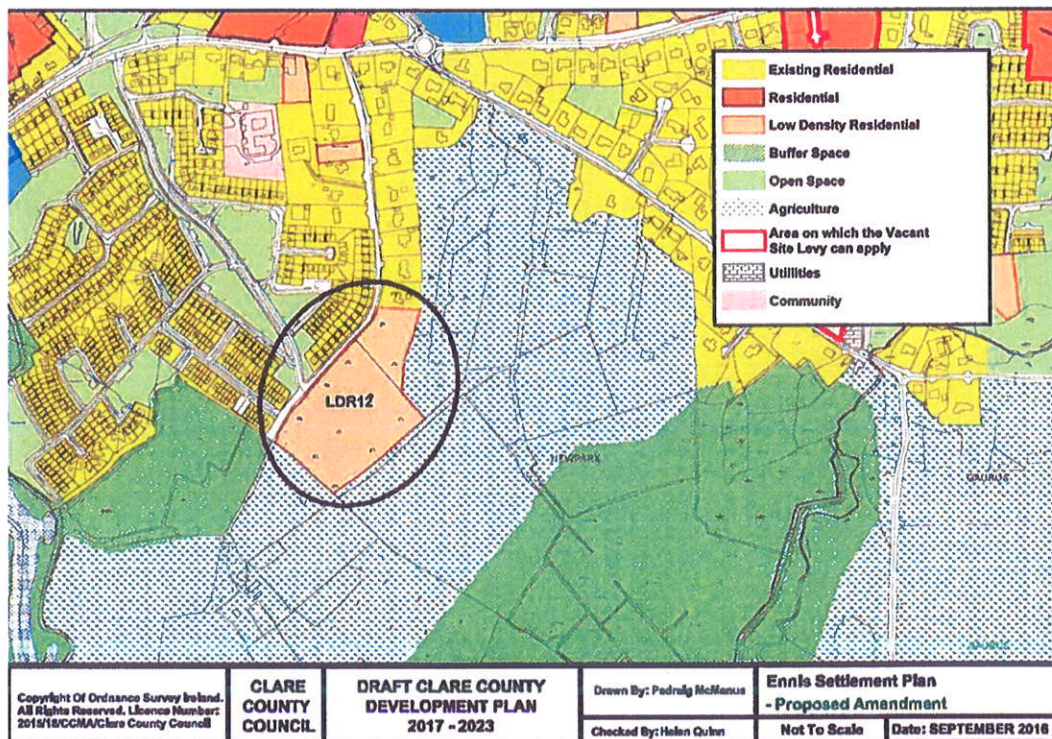 Existing Residential
Residential
Low Density Residential
Buffer Space
Open Space
Agriculture
Area on which the Vacant
Site Levy can apply
Utilities
Community
LDR12
NEWPARK
GAURUS
Copyright Of Ordnance Survey Ireland.
All Rights Reserved. Licence Number:
2015/18/CCMA/Clare County Council
CLARE
COUNTY
COUNCIL
DRAFT CLARE COUNTY
DEVELOPMENT PLAN
2017 - 2023
Drawn By: Padraig McManus
Checked By: Helen Quinn
Ennis Settlement Plan
- Proposed Amendment
Not To Scale
Date: SEPTEMBER 2016